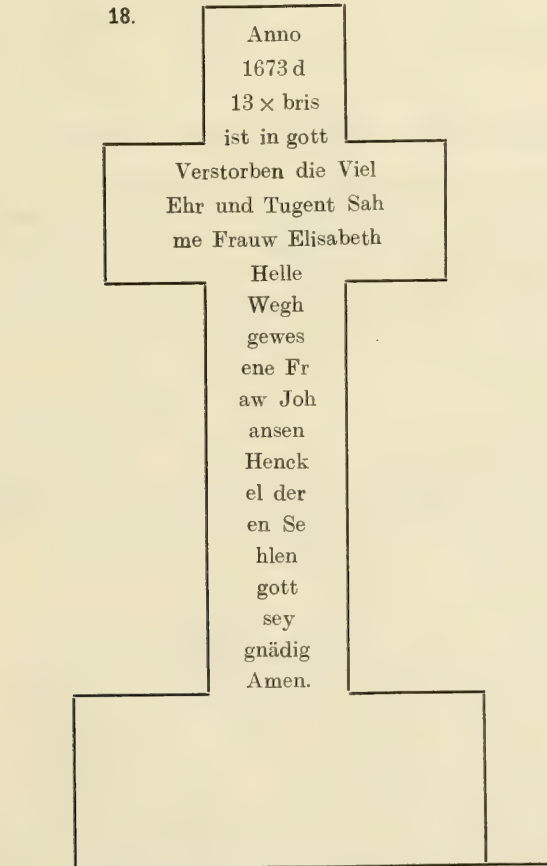 18.
Anno
1673 d
13 × bris
ist in gott
Verstorben die Viel
Ehr und Tugent Sah
me Frauw Elisabeth
Helle
Wegh
gewes
ene Fr
aw Joh
ansen
Henck
el der
en Se
hlen
gott
sey
gnädig
Amen.